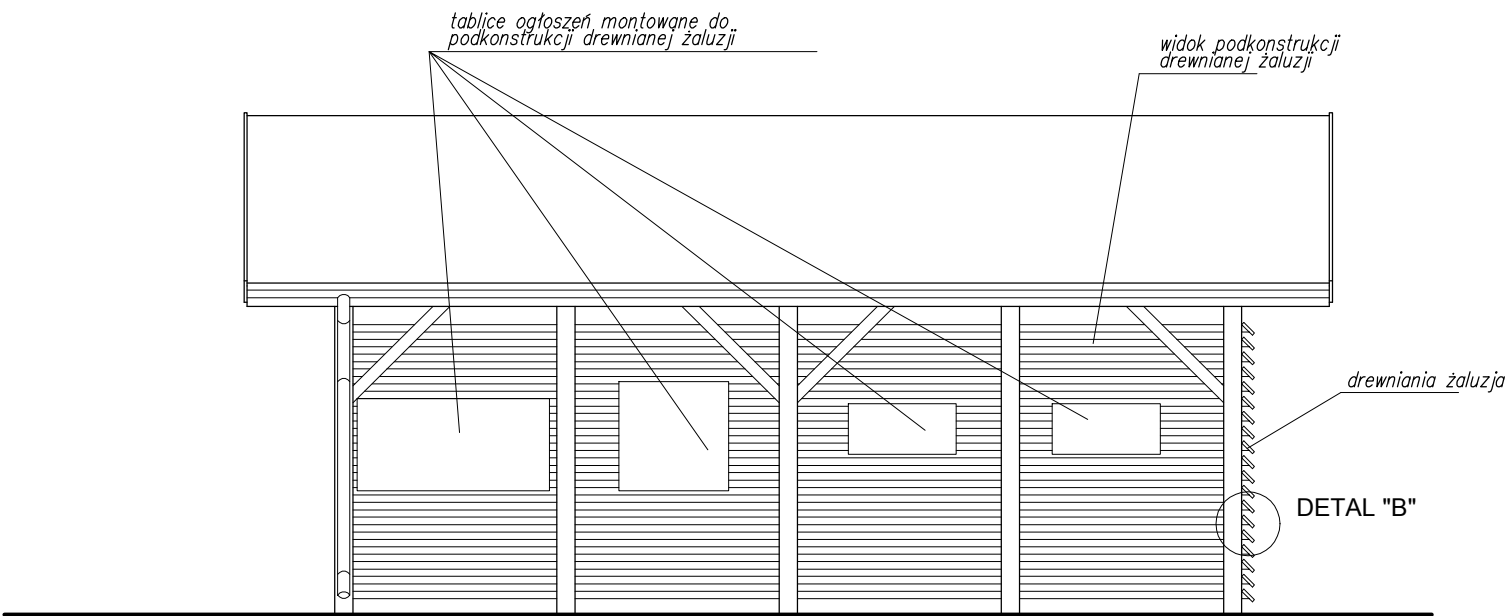 tablice ogłoszeń montowane do
podkonstrukcji drewnianej żaluzji
widok podkonstrukcji
drewnianej żaluzji
drewniania żaluzja
DETAL "B"